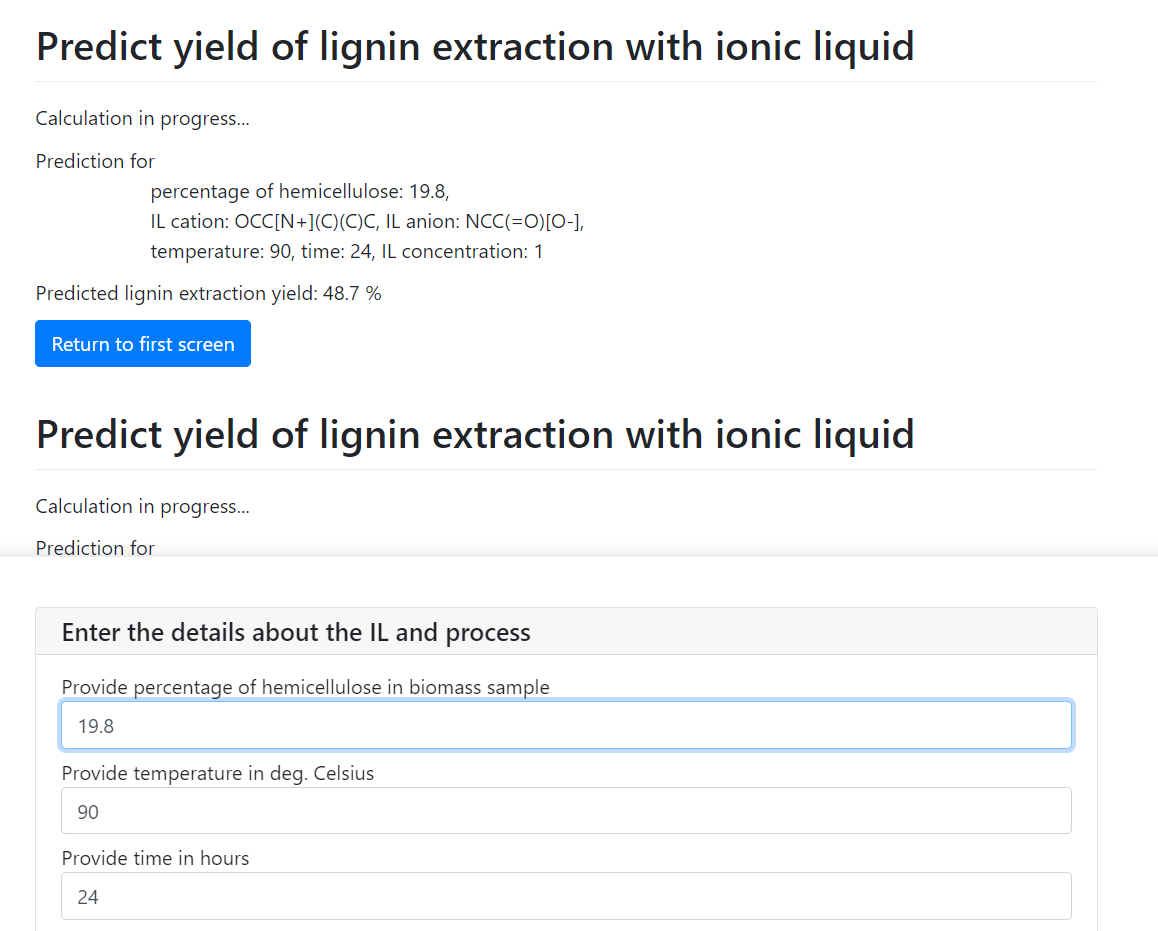 Predict yield of lignin extraction with ionic liquid
Calculation in progress...
Prediction for
percentage of hemicellulose: 19.8,
IL cation: OCC[N+](C)(C)C, IL anion: NCC(=O)[O-],
temperature: 90, time: 24, IL concentration: 1
Predicted lignin extraction yield: 48.7 %
Return to first screen
Predict yield of lignin extraction with ionic liquid
Calculation in progress...
Prediction for
Enter the details about the IL and process
Provide percentage of hemicellulose in biomass sample
19.8
Provide temperature in deg. Celsius
90
Provide time in hours
24